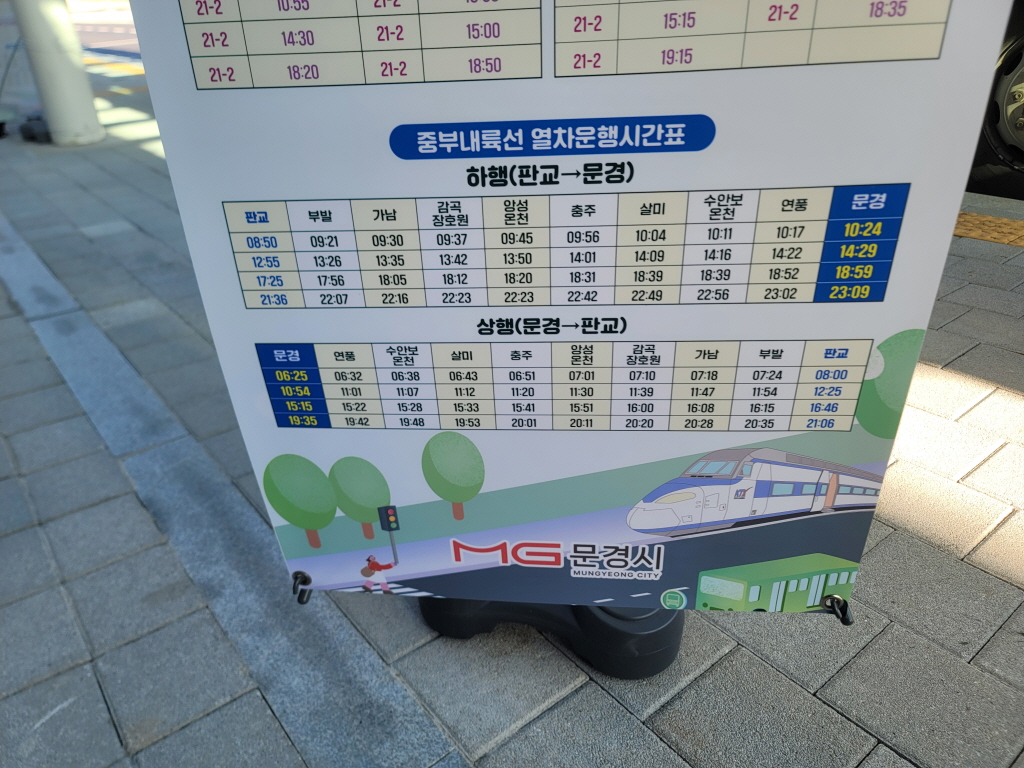 21-2 10:55 21-2
21-2 14:30 21-2 15:00
21-2 18:20 21-2 18:50
21-2 15:15 21-2 18:35
21-2 19:15
중부내륙선 열차운행시간표
하행(판교→문경)
판교 부발 가남 감곡장호원 앙성온천 충주 살미 수안보온천 연풍 문경
08:50 09:21 09:30 09:37 09:45 09:56 10:04 10:11 10:17 10:24
12:55 13:26 13:35 13:42 13:50 14:01 14:09 14:16 14:22 14:29
17:25 17:56 18:05 18:12 18:20 18:31 18:39 18:39 18:52 18:59
21:36 22:07 22:16 22:23 22:23 22:42 22:49 22:56 23:02 23:09
상행(문경→판교)
문경 연풍 수안보온천 살미 충주 앙성온천 감곡장호원 가남 부발 판교
06:25 06:32 06:38 06:43 06:51 07:01 07:10 07:18 07:24 08:00
10:54 11:01 11:07 11:12 11:20 11:30 11:39 11:47 11:54 12:25
15:15 15:22 15:28 15:33 15:41 15:51 16:00 16:08 16:15 16:46
19:35 19:42 19:48 19:53 20:01 20:11 20:20 20:28 20:35 21:06
MG 문경시
MUNGYEONG CITY